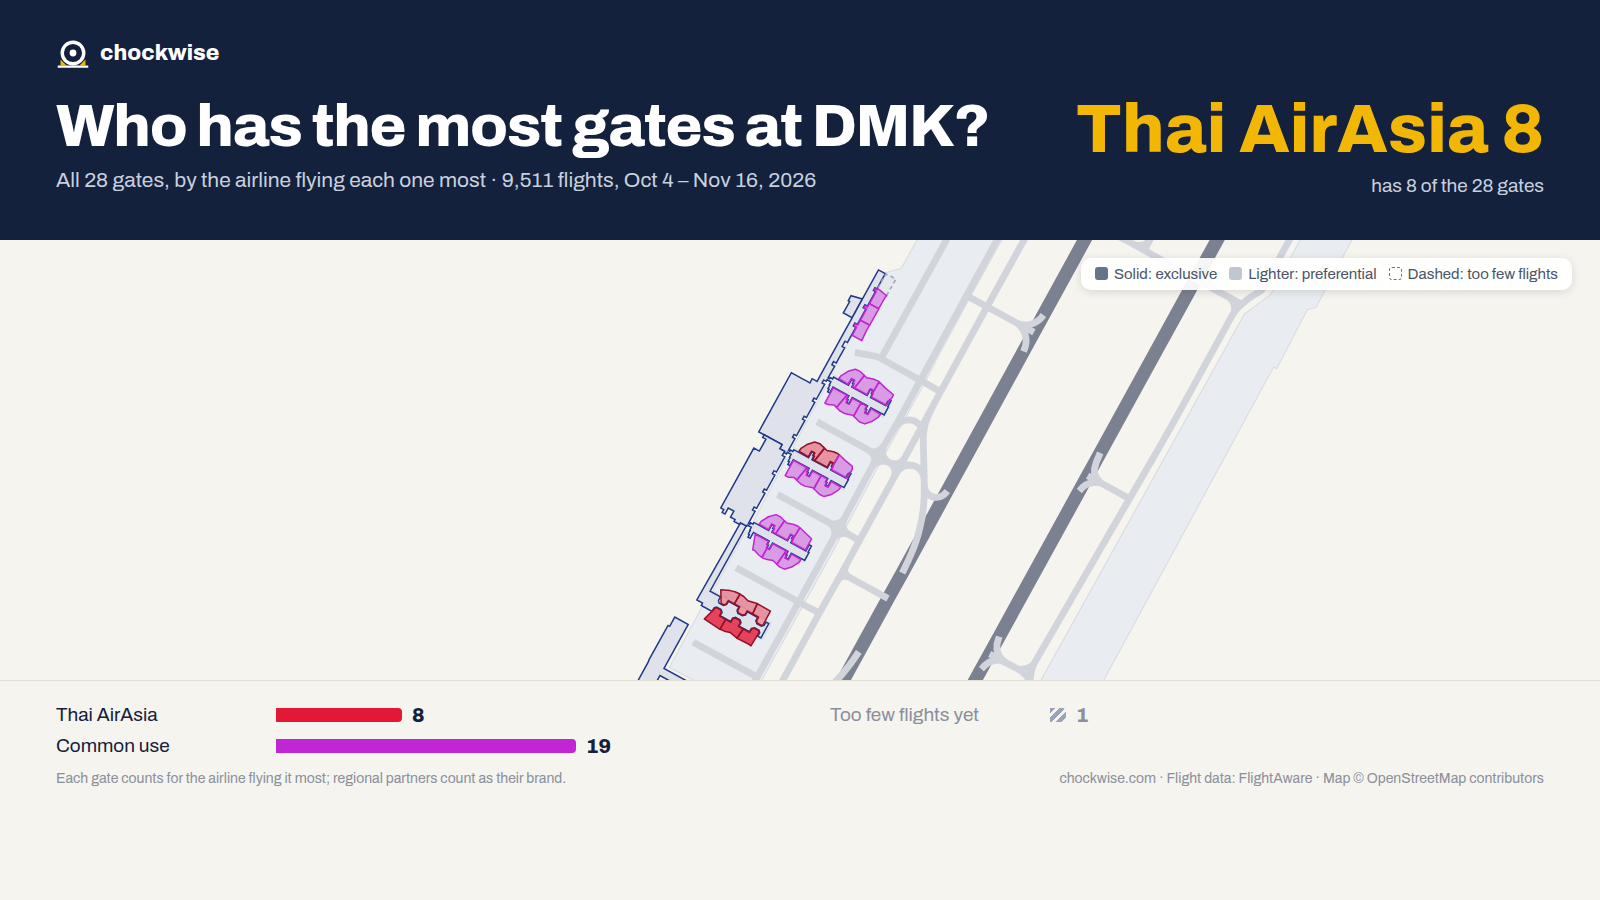 chockwise
Who has the most gates at DMK?
Thai AirAsia 8
All 28 gates, by the airline flying each one most · 9,511 flights, Oct 4 – Nov 16, 2026
has 8 of the 28 gates
Solid: exclusive Lighter: preferential Dashed: too few flights
Thai AirAsia 8
Too few flights yet 1
Common use 19
Each gate counts for the airline flying it most; regional partners count as their brand.
chockwise.com · Flight data: FlightAware · Map © OpenStreetMap contributors